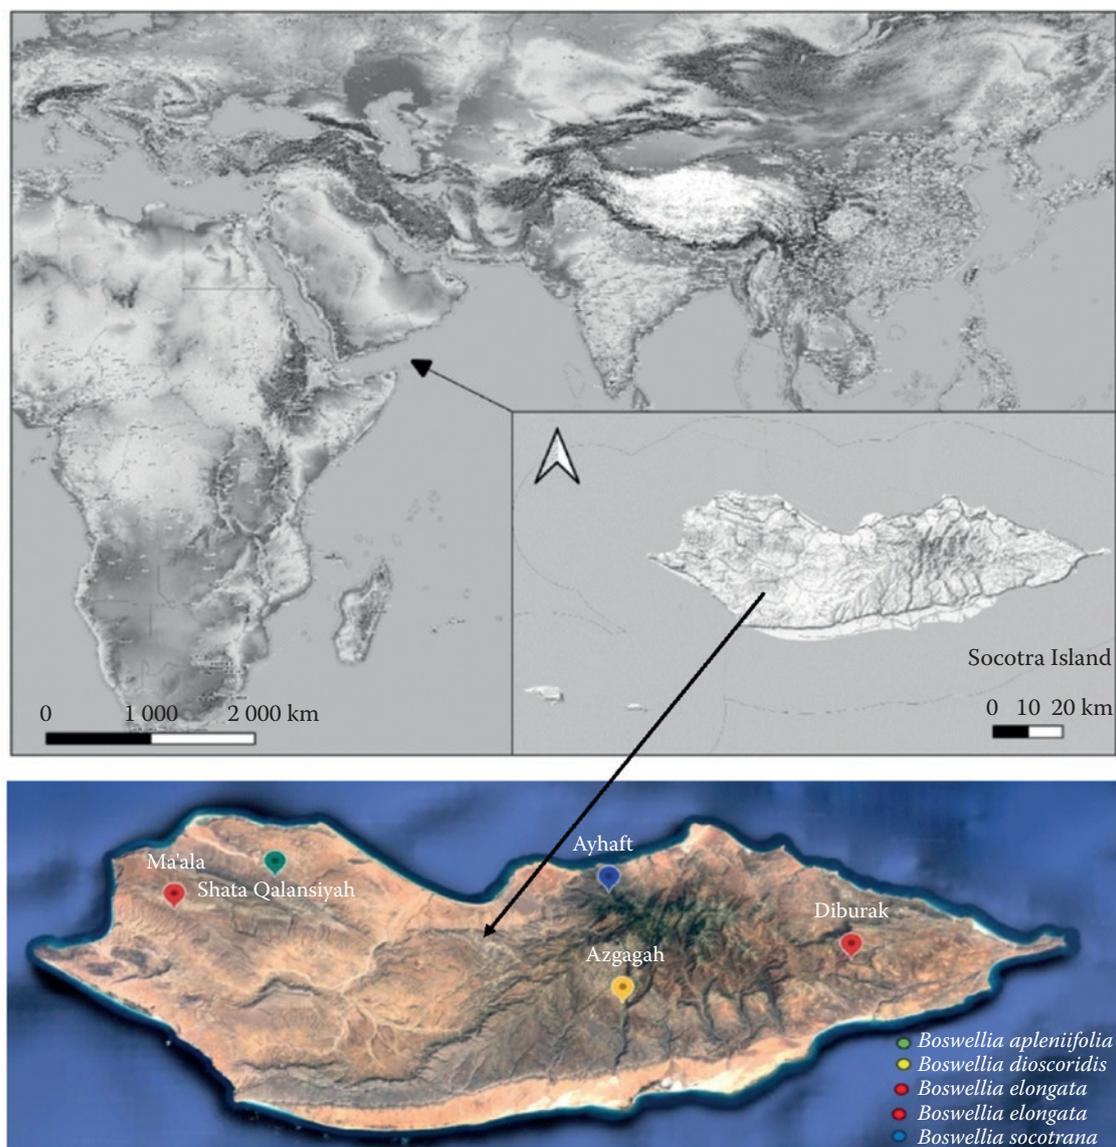 Socotra Island
0 1 000 2 000 km
0 10 20 km
Ayhaft
Ma'ala
Shata Qalansiyah
Diburak
Azgagah
Boswellia apleniifolia
Boswellia dioscoridis
Boswellia elongata
Boswellia elongata
Boswellia socotrana